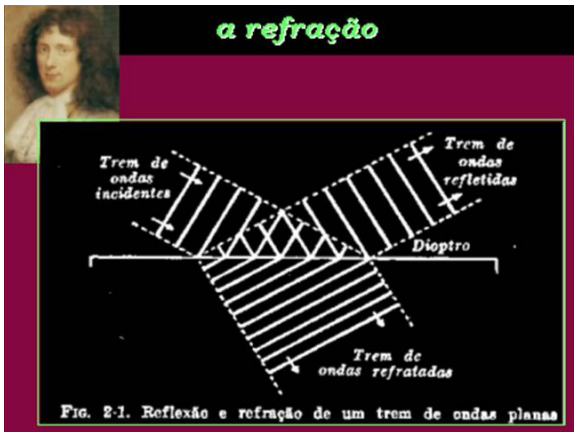 a refração
Trem de
ondas
incidentes
Trem de
ondas
refletidas
Dioptro
Trem de
ondas refratadas
FIG. 2-1. Reflexão e refração de um trem de ondas planas